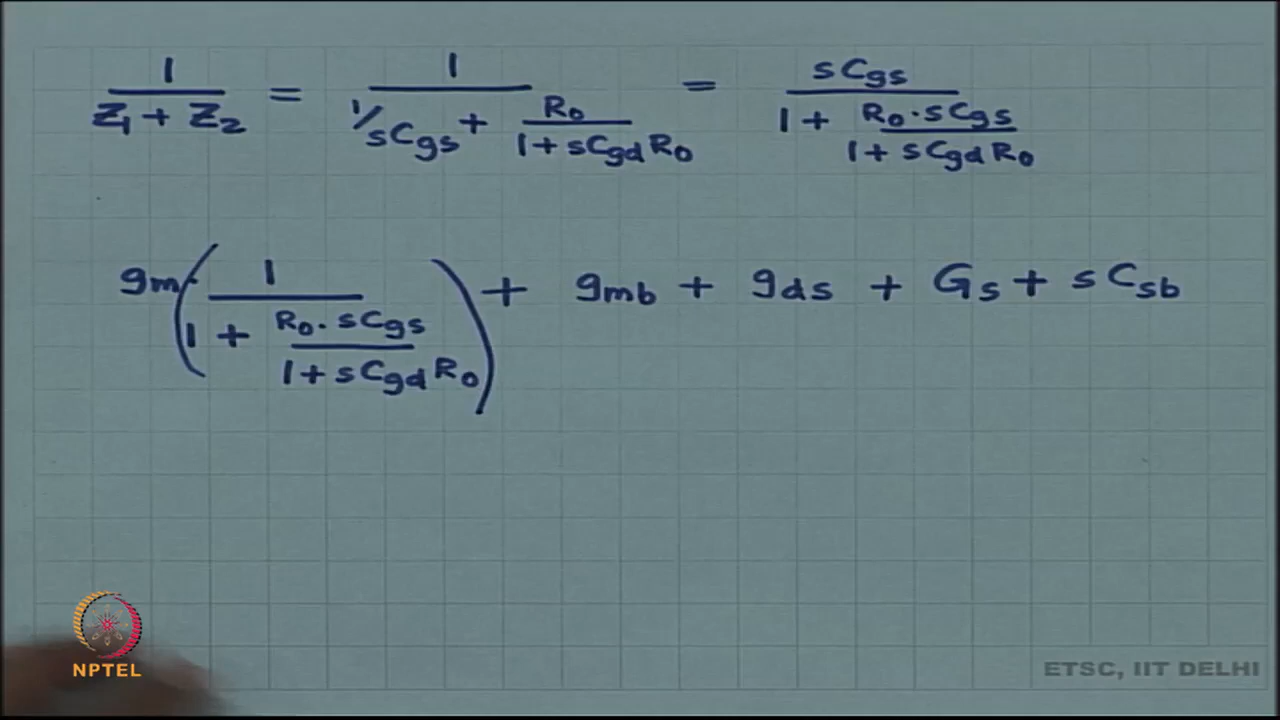 1/(Z1 + Z2) = 1/(1/sCgs + R0/(1 + sCgd R0)) = sCgs/(1 + R0·sCgs/(1 + sCgd R0))
gm·(1/(1 + R0·sCgs/(1 + sCgd R0))) + gmb + gds + Gs + sCsb
NPTEL
ETSC, IIT DELHI